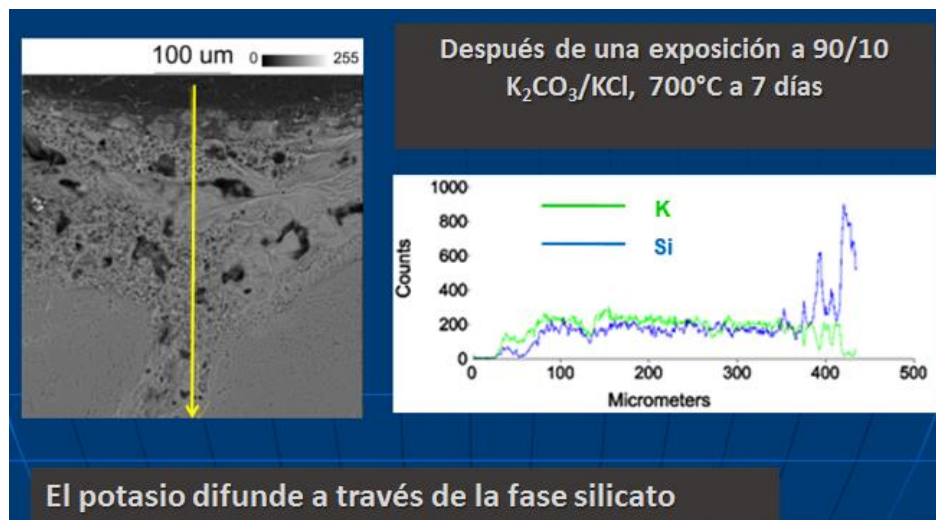 100 um 0 255
Después de una exposición a 90/10
K₂CO₃/KCl, 700°C a 7 días
1000
800
600
400
200
0
Counts
K
Si
0 100 200 300 400 500
Micrometers
El potasio difunde a través de la fase silicato